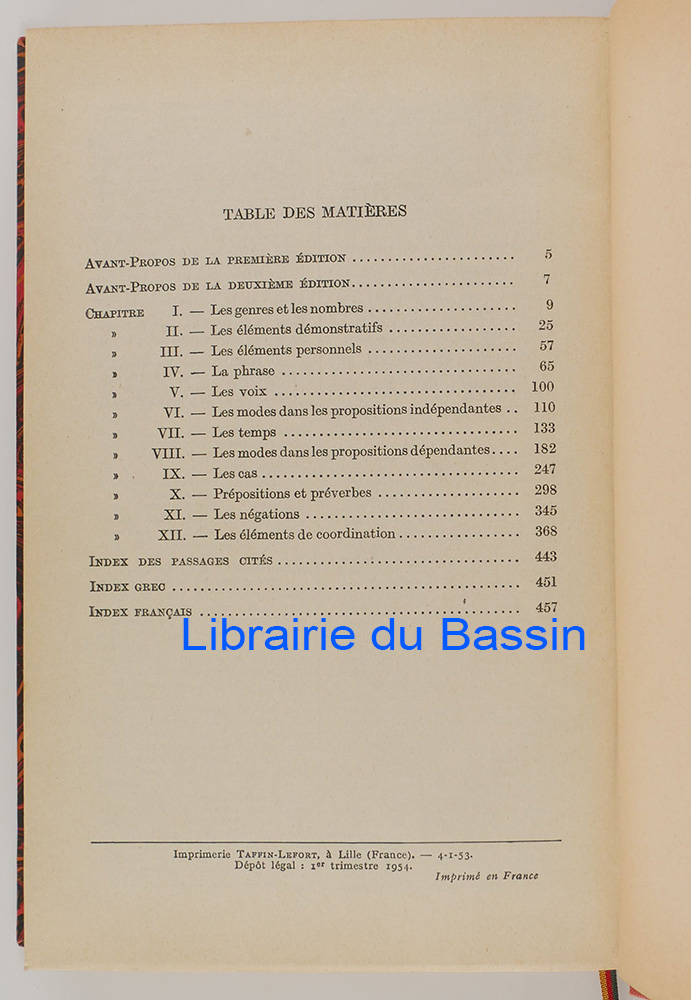 TABLE DES MATIÈRES
AVANT-PROPOS DE LA PREMIÈRE ÉDITION ....................... 5
AVANT-PROPOS DE LA DEUXIÈME ÉDITION....................... 7
CHAPITRE I. — Les genres et les nombres ..................... 9
» II. — Les éléments démonstratifs .................. 25
» III. — Les éléments personnels ..................... 57
» IV. — La phrase ................................. 65
» V. — Les voix .................................. 100
» VI. — Les modes dans les propositions indépendantes .. 110
» VII. — Les temps ................................. 133
» VIII. — Les modes dans les propositions dépendantes.... 182
» IX. — Les cas .................................... 247
» X. — Prépositions et préverbes .................... 298
» XI. — Les négations .............................. 345
» XII. — Les éléments de coordination ................. 368
INDEX DES PASSAGES CITÉS .................................. 443
INDEX GREC ................................................. 451
INDEX FRANÇAIS ............................................. 457
Librairie du Bassin
Imprimerie TAFFIN-LEFORT, à Lille (France). — 4-1-53.
Dépôt légal : 1er trimestre 1954.
Imprimé en France